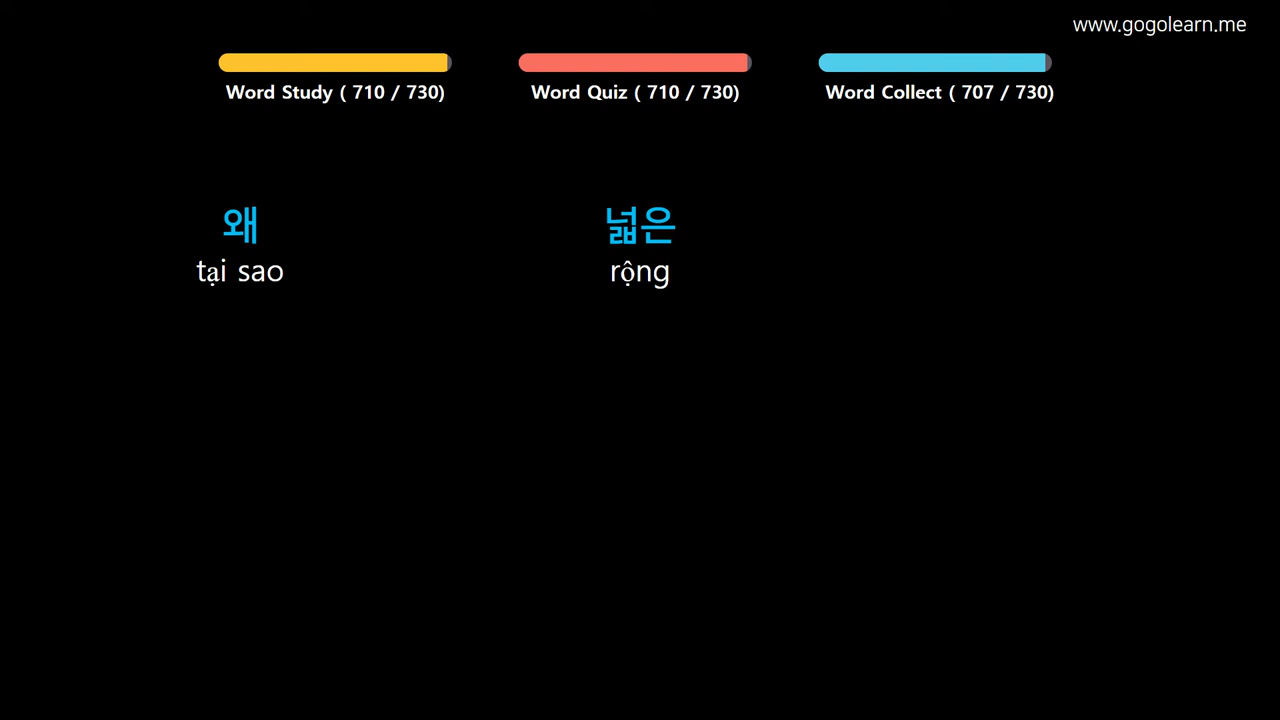 www.gogolearn.me
Word Study ( 710 / 730)
Word Quiz ( 710 / 730)
Word Collect ( 707 / 730)
왜
tại sao
넓은
rộng